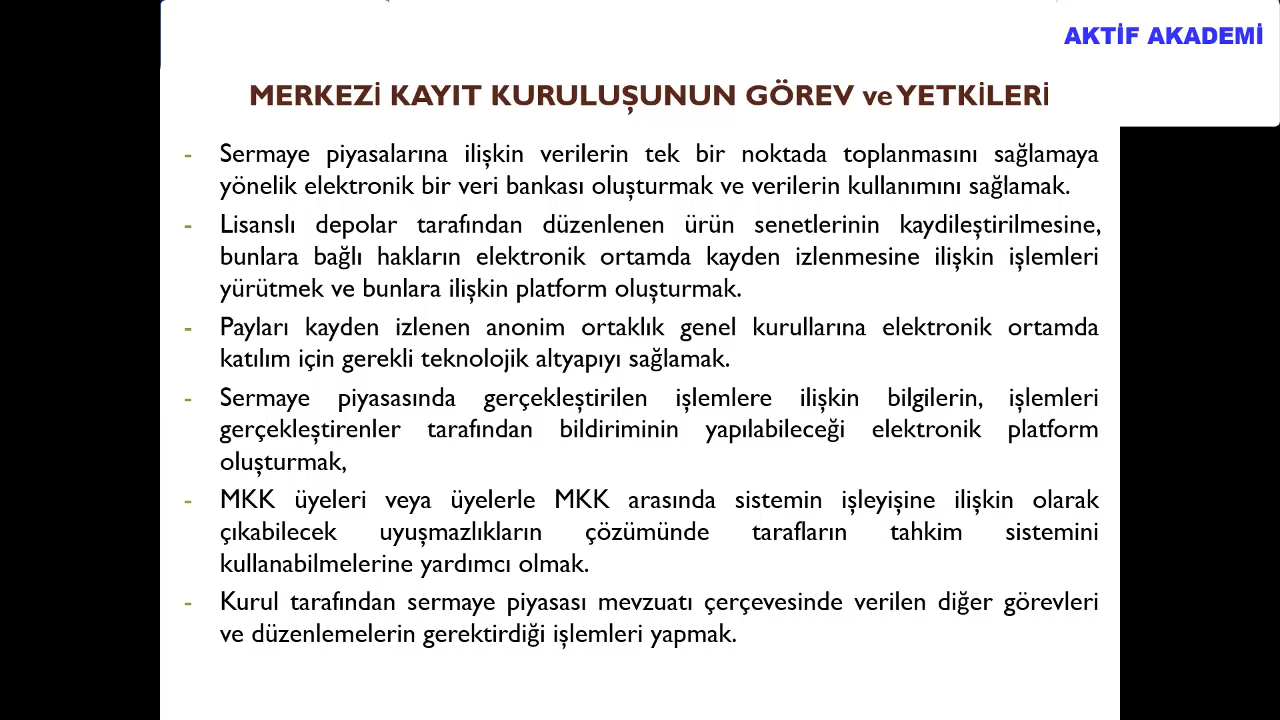 AKTİF AKADEMİ
MERKEZİ KAYIT KURULUŞUNUN GÖREV ve YETKİLERİ
- Sermaye piyasalarına ilişkin verilerin tek bir noktada toplanmasını sağlamaya
yönelik elektronik bir veri bankası oluşturmak ve verilerin kullanımını sağlamak.
- Lisanslı depolar tarafından düzenlenen ürün senetlerinin kaydileştirilmesine,
bunlara bağlı hakların elektronik ortamda kayden izlenmesine ilişkin işlemleri
yürütmek ve bunlara ilişkin platform oluşturmak.
- Payları kayden izlenen anonim ortaklık genel kurullarına elektronik ortamda
katılım için gerekli teknolojik altyapıyı sağlamak.
- Sermaye piyasasında gerçekleştirilen işlemlere ilişkin bilgilerin, işlemleri
gerçekleştirenler tarafından bildiriminin yapılabileceği elektronik platform
oluşturmak,
- MKK üyeleri veya üyelerle MKK arasında sistemin işleyişine ilişkin olarak
çıkabilecek uyuşmazlıkların çözümünde tarafların tahkim sistemini
kullanabilmelerine yardımcı olmak.
- Kurul tarafından sermaye piyasası mevzuatı çerçevesinde verilen diğer görevleri
ve düzenlemelerin gerektirdiği işlemleri yapmak.